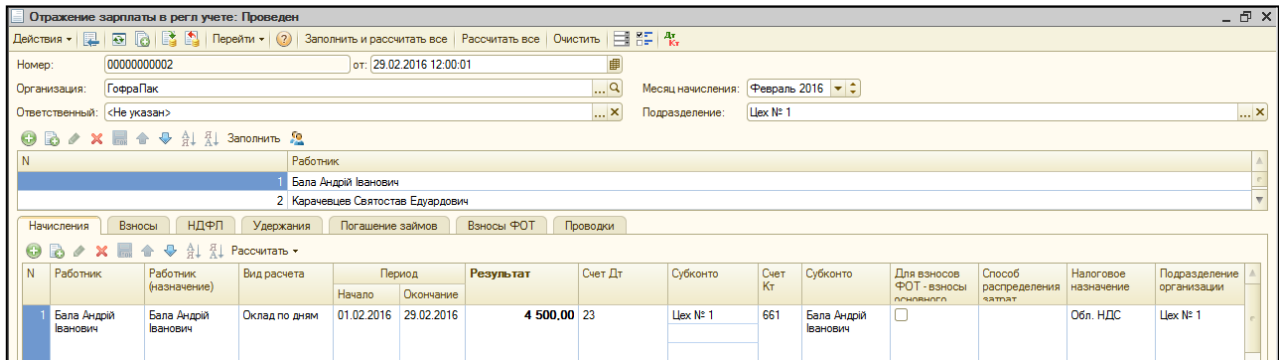 Отражение зарплаты в регл учете: Проведен
Действия Перейти Заполнить и рассчитать все Рассчитать все Очистить Дт Кт
Номер: 00000000002 от: 29.02.2016 12:00:01
Организация: ГофраПак ... Месяц начисления: Февраль 2016
Ответственный: <Не указан> ... Подразделение: Цех № 1 ...
Заполнить
N Работник
1 Бала Андрій Іванович
2 Карачевцев Святостав Едуардович
Начисления Взносы НДФЛ Удержания Погашение займов Взносы ФОТ Проводки
Рассчитать
N Работник Работник Вид расчета Период Результат Счет Дт Субконто Счет Субконто Для взносов Способ Налоговое Подразделение
(назначение) Начало Окончание Кт ФОТ - взносы распределения назначение организации
основного затрат
1 Бала Андрій Бала Андрій Оклад по дням 01.02.2016 29.02.2016 4 500,00 23 Цех № 1 661 Бала Андрій Обл. НДС Цех № 1
Іванович Іванович Іванович